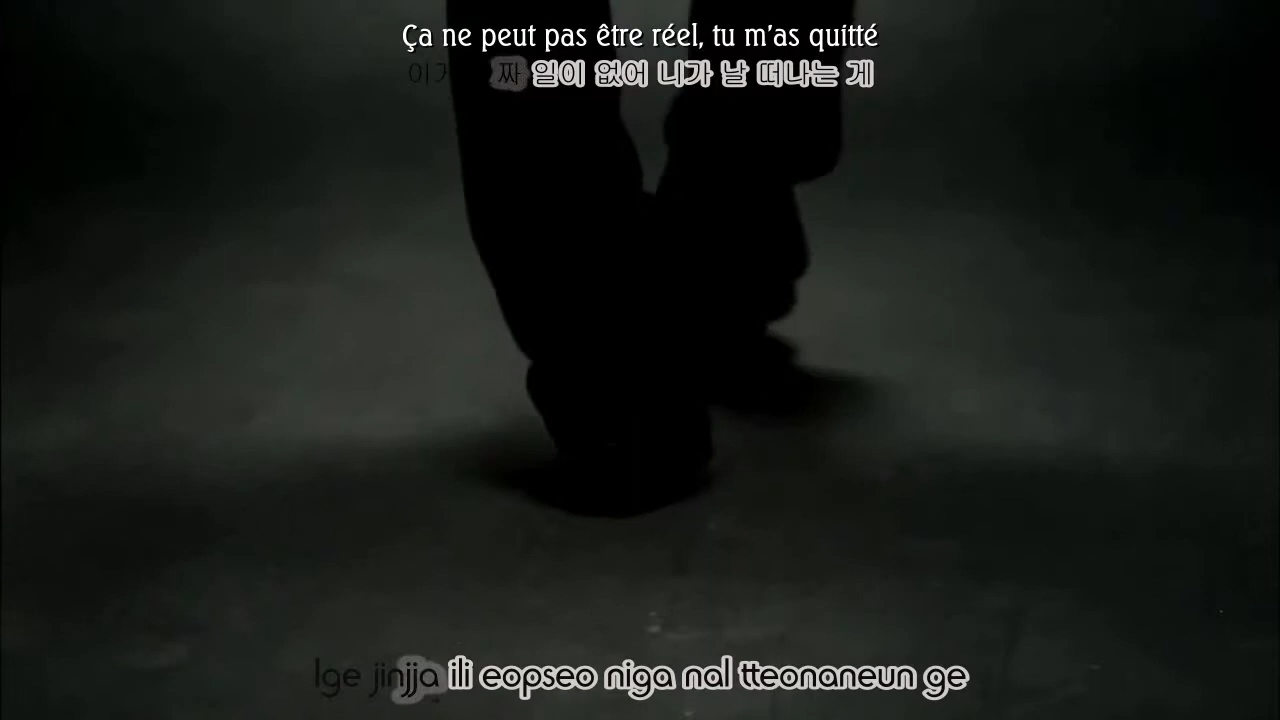 Ça ne peut pas être réel, tu m'as quitté
이거 짜 일이 없어 니가 날 떠나는 게
Ige jinjja ili eopseo niga nal tteonaneun ge